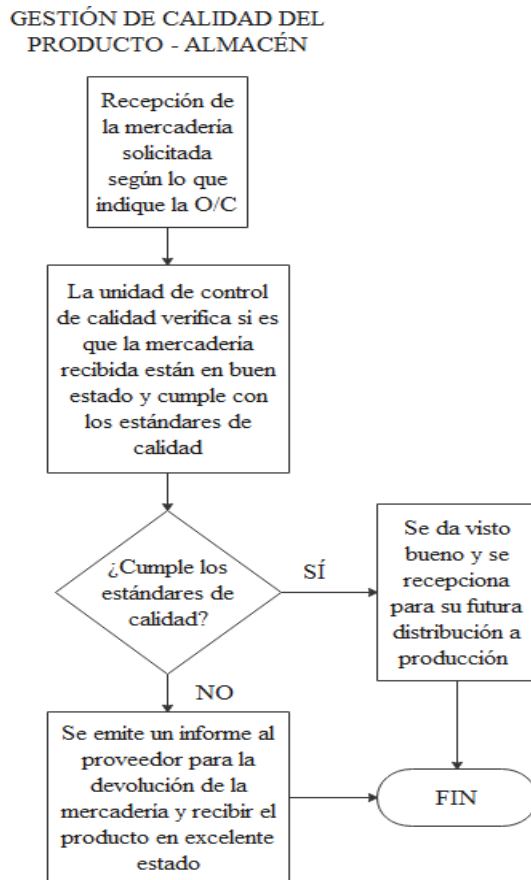 GESTIÓN DE CALIDAD DEL
PRODUCTO - ALMACÉN
Recepción de
la mercadería
solicitada
según lo que
indique la O/C
La unidad de control
de calidad verifica si es
que la mercadería
recibida están en buen
estado y cumple con
los estándares de
calidad
¿Cumple los
estándares de
calidad?
SÍ
Se da visto
bueno y se
recepciona
para su futura
distribución a
producción
NO
Se emite un informe al
proveedor para la
devolución de la
mercadería y recibir el
producto en excelente
estado
FIN